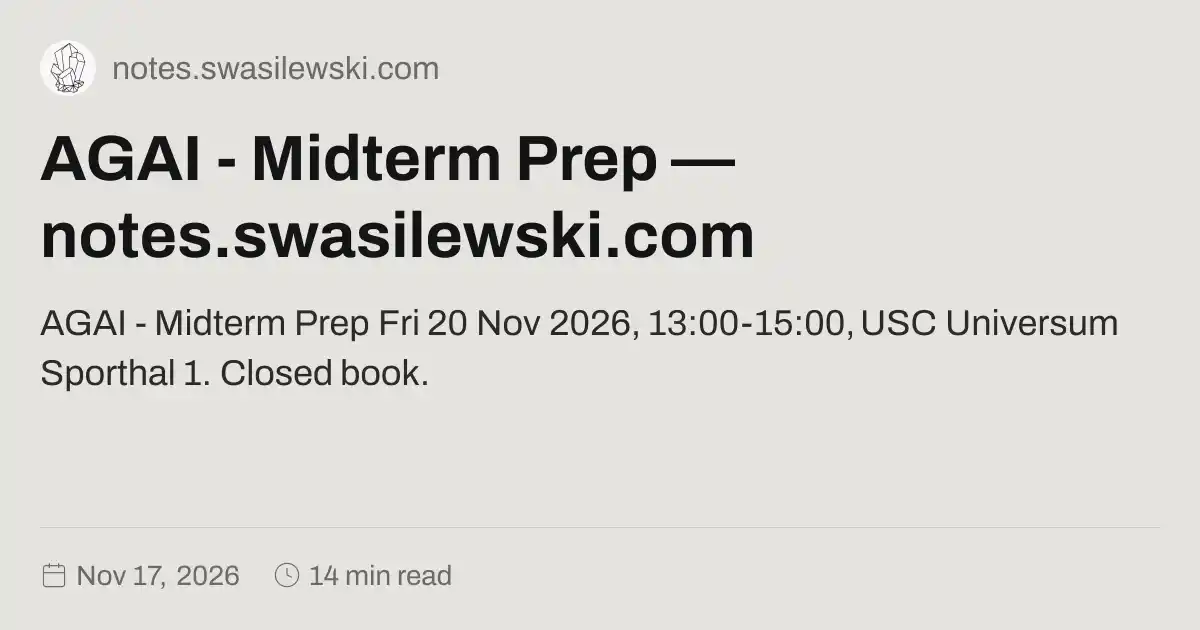 notes.swasilewski.com
AGAI - Midterm Prep —
notes.swasilewski.com
AGAI - Midterm Prep Fri 20 Nov 2026, 13:00-15:00, USC Universum
Sporthal 1. Closed book.
Nov 17, 2026 14 min read